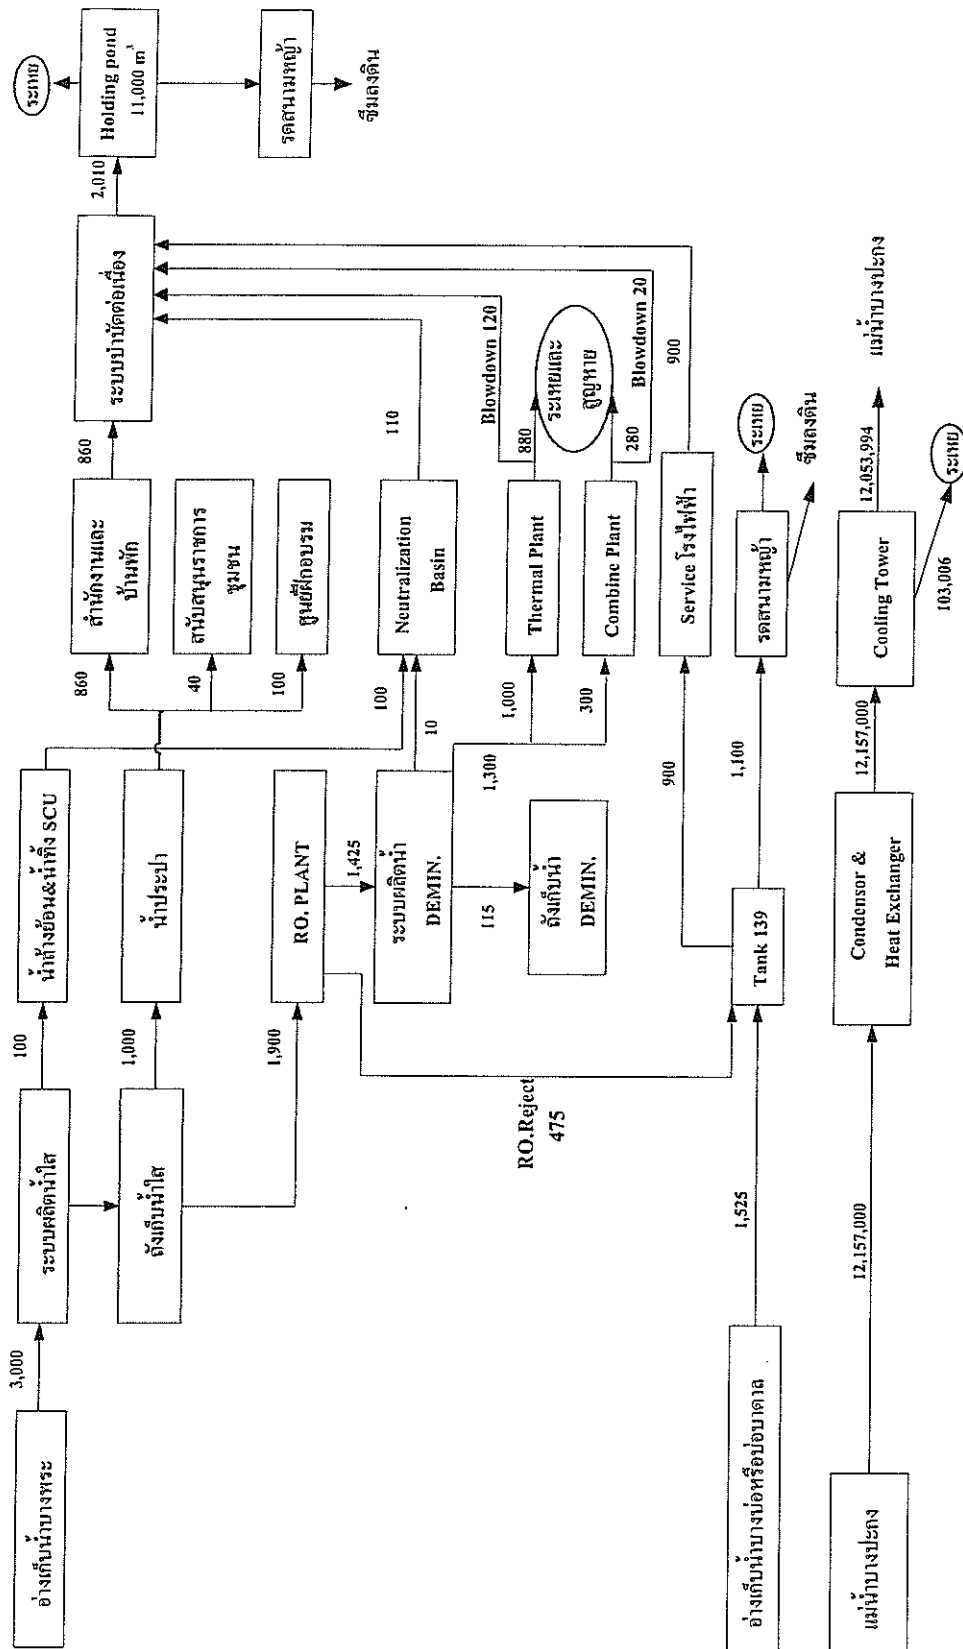 อ่างเก็บน้ำบางพระ
3,000
ระบบผลิตน้ำใส
100
น้ำล้างย้อน&น้ำทิ้ง SCU
ถังเก็บน้ำใส
1,000
น้ำประปา
1,900
RO. PLANT
1,425
ระบบผลิตน้ำ
DEMIN.
115
ถังเก็บน้ำ
DEMIN.
RO.Reject
475
860
สำนักงานและ
บ้านพัก
860
40
สนับสนุนราชการ
ชุมชน
100
ศูนย์ฝึกอบรม
100
10
Neutralization
Basin
110
1,300
1,000
Thermal Plant
880
Blowdown 120
ระเหยและ
สูญหาย
300
Combine Plant
280
Blowdown 20
ระบบบำบัดต่อเนื่อง
2,010
Holding pond
11,000 m³
ระเหย
รดสนามหญ้า
ซึมลงดิน
900
Service โรงไฟฟ้า
900
อ่างเก็บน้ำบางบ่อหรือบ่อบาดาล
1,525
Tank 139
1,100
รดสนามหญ้า
ระเหย
ซึมลงดิน
แม่น้ำบางปะกง
12,157,000
Condensor &
Heat Exchanger
12,157,000
Cooling Tower
12,053,994
แม่น้ำบางปะกง
103,006
ระเหย